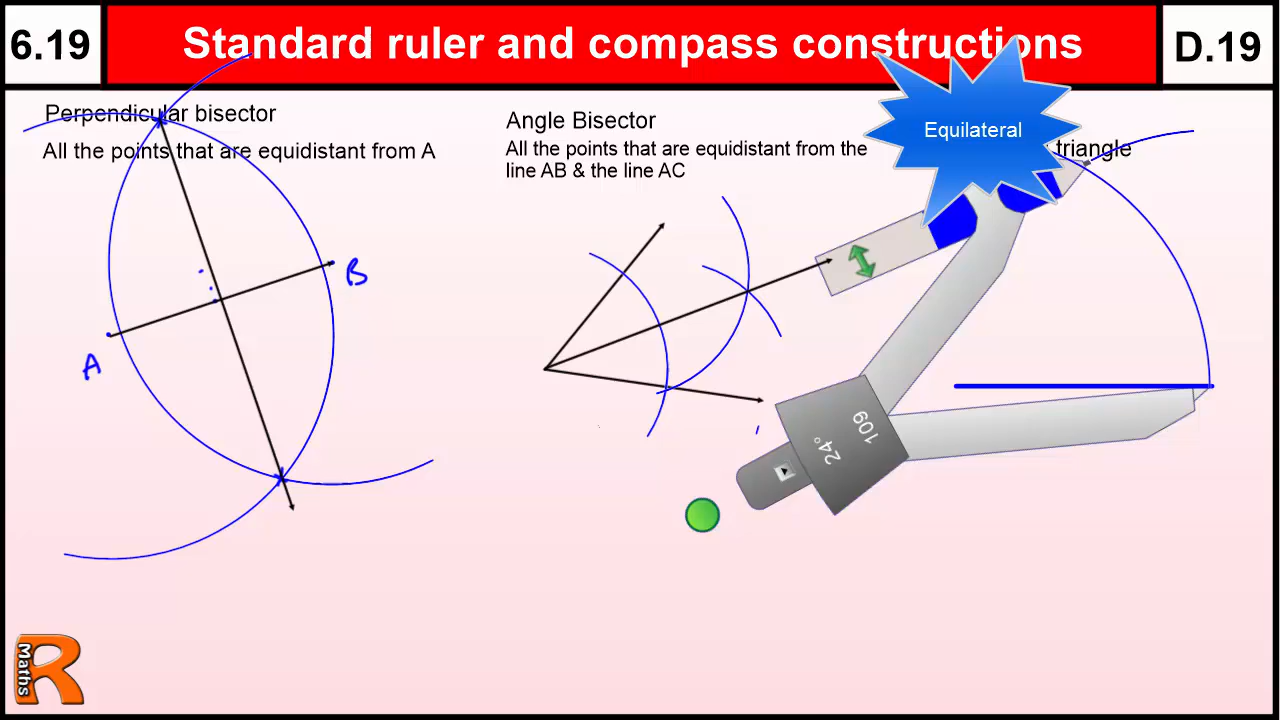 6.19
Standard ruler and compass constructions
D.19
Perpendicular bisector
All the points that are equidistant from A
Angle Bisector
All the points that are equidistant from the
line AB & the line AC
Equilateral
triangle
A
B
24°
109
R
Maths